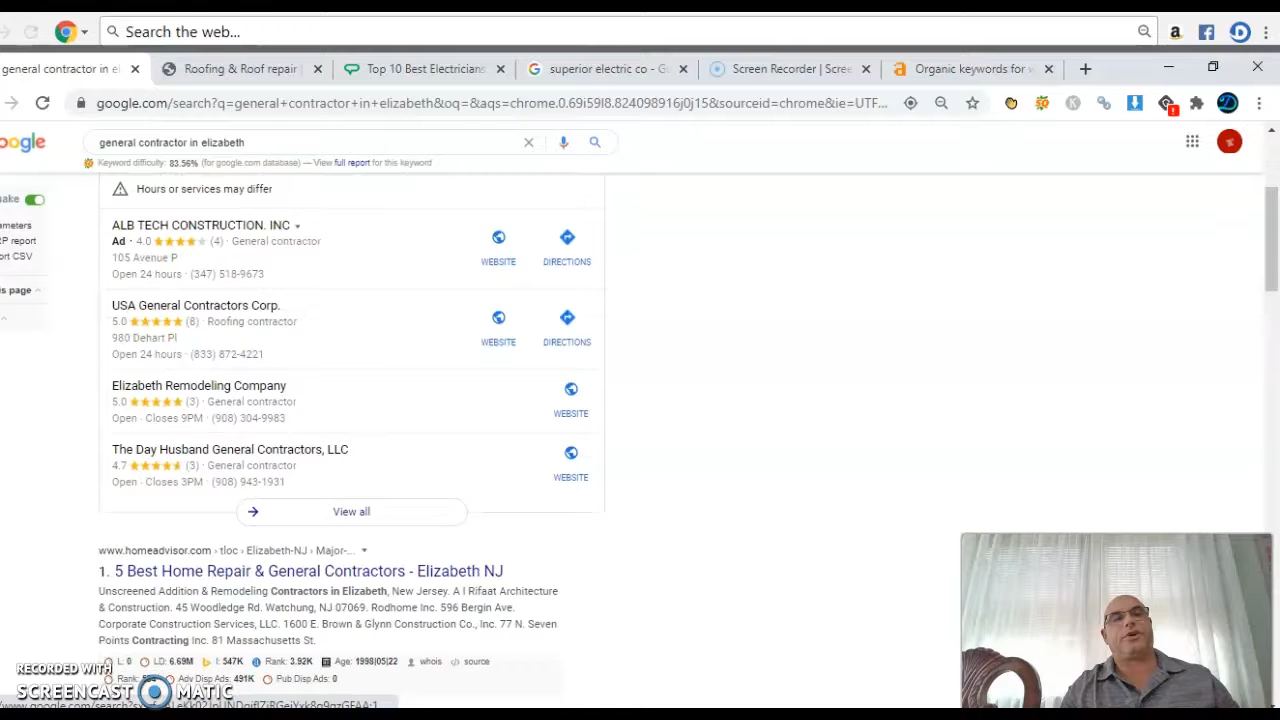 Search the web...
general contractor in el
Roofing & Roof repair
Top 10 Best Electricians
superior electric co - G
Screen Recorder | Scree
Organic keywords for v
google.com/search?q=general+contractor+in+elizabeth&oq=&aqs=chrome.0.69i59l8.824098916j0j15&sourceid=chrome&ie=UTF...
ogle
general contractor in elizabeth
Keyword difficulty: 83.56% (for google.com database) — View full report for this keyword
ake
ameters
P report
ort CSV
is page
Hours or services may differ
ALB TECH CONSTRUCTION. INC
Ad · 4.0 (4) · General contractor
105 Avenue P
Open 24 hours · (347) 518-9673
WEBSITE
DIRECTIONS
USA General Contractors Corp.
5.0 (8) · Roofing contractor
980 Dehart Pl
Open 24 hours · (833) 872-4221
WEBSITE
DIRECTIONS
Elizabeth Remodeling Company
5.0 (3) · General contractor
Open · Closes 9PM · (908) 304-9983
WEBSITE
The Day Husband General Contractors, LLC
4.7 (3) · General contractor
Open · Closes 3PM · (908) 943-1931
WEBSITE
View all
www.homeadvisor.com › tloc › Elizabeth-NJ › Major-...
1. 5 Best Home Repair & General Contractors - Elizabeth NJ
Unscreened Addition & Remodeling Contractors in Elizabeth, New Jersey. A I Rifaat Architecture
& Construction. 45 Woodledge Rd. Watchung, NJ 07069. Rodhome Inc. 596 Bergin Ave.
Corporate Construction Services, LLC. 1600 E. Brown & Glynn Construction Co., Inc. 77 N. Seven
Points Contracting Inc. 81 Massachusetts St.
L: 0 LD: 6.69M I: 547K Rank: 3.92K Age: 1998|05|22 whois source
Rank: Adv Disp Ads: 491K Pub Disp Ads: 0
RECORDED WITH
SCREENCAST MATIC